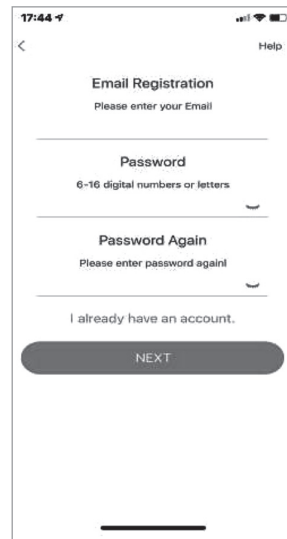 17:44
Help
Email Registration
Please enter your Email
Password
6-16 digital numbers or letters
Password Again
Please enter password again!
I already have an account.
NEXT